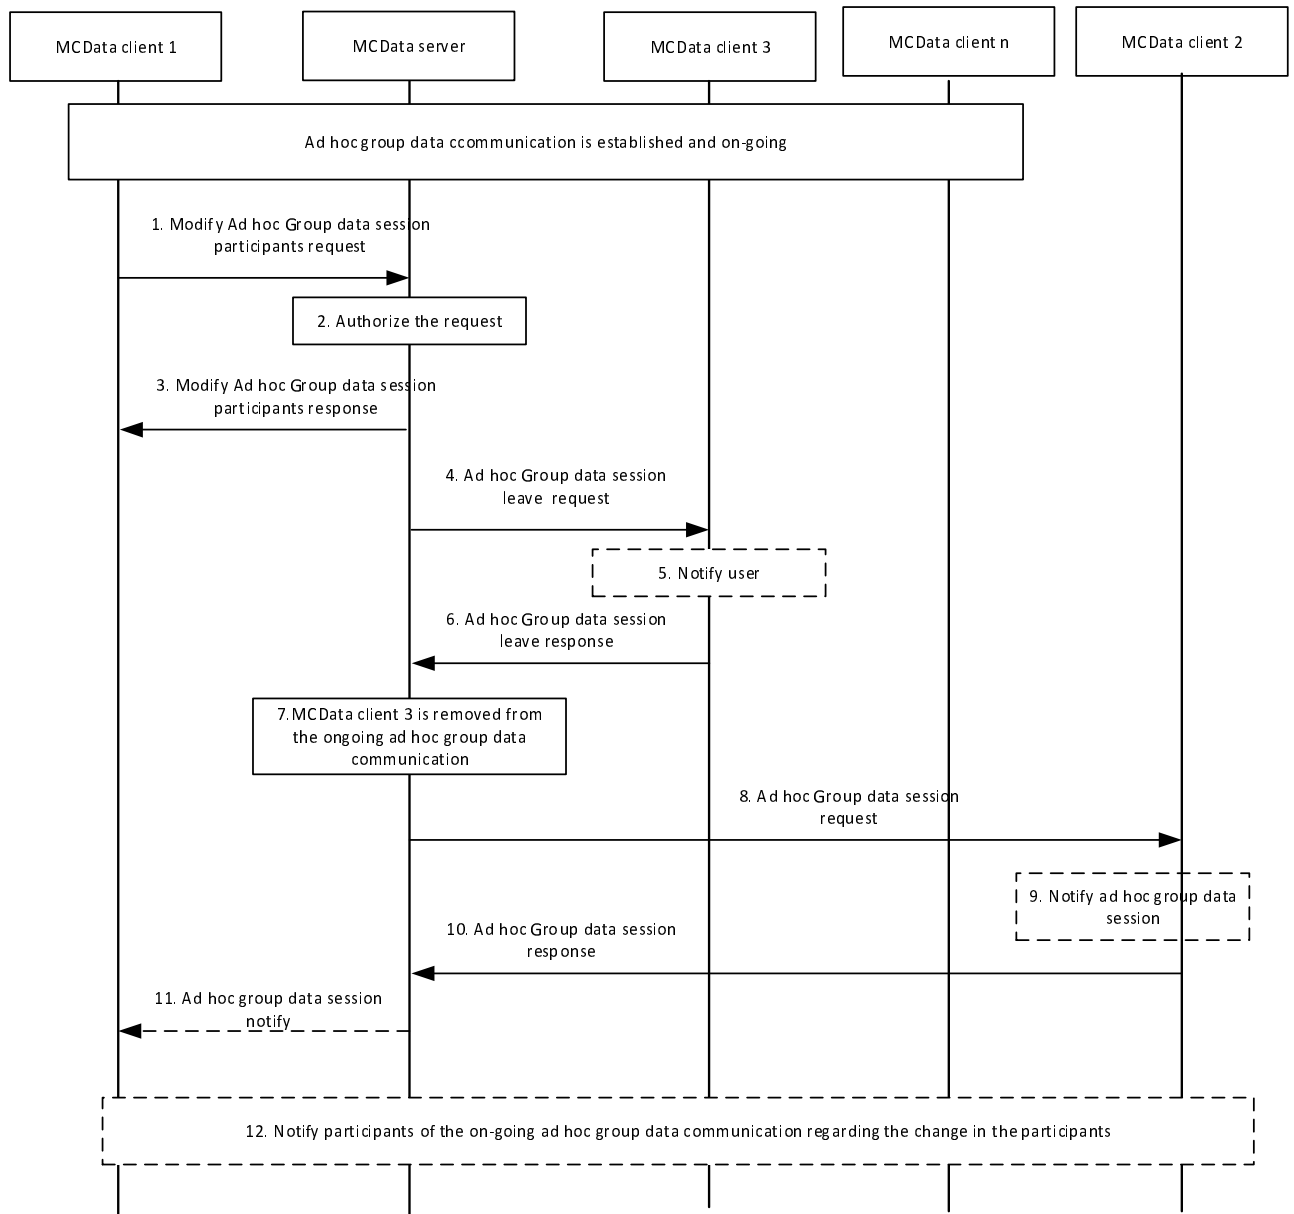 MCData client 1
MCData server
MCData client 3
MCData client n
MCData client 2
Ad hoc group data ccommunication is established and on-going
1. Modify Ad hoc Group data session
participants request
2. Authorize the request
3. Modify Ad hoc Group data session
participants response
4. Ad hoc Group data session
leave request
5. Notify user
6. Ad hoc Group data session
leave response
7.MCData client 3 is removed from
the ongoing ad hoc group data
communication
8. Ad hoc Group data session
request
9. Notify ad hoc group data
session
10. Ad hoc Group data session
response
11. Ad hoc group data session
notify
12. Notify participants of the on-going ad hoc group data communication regarding the change in the participants